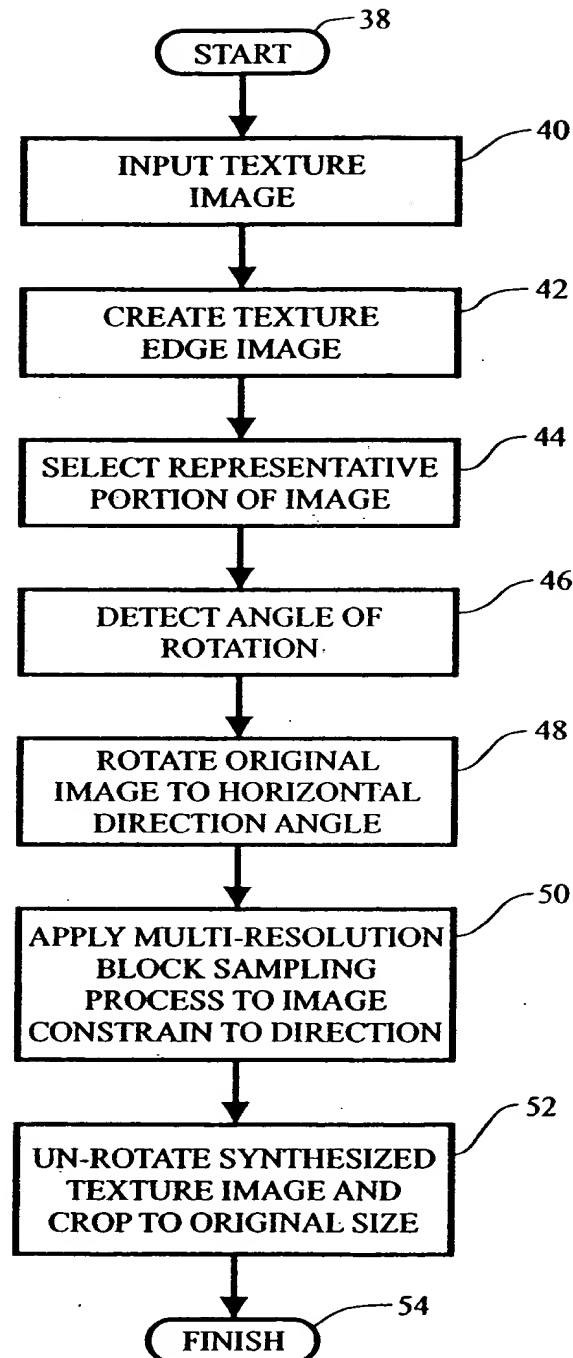 38
START
40
INPUT TEXTURE
IMAGE
42
CREATE TEXTURE
EDGE IMAGE
44
SELECT REPRESENTATIVE
PORTION OF IMAGE
46
DETECT ANGLE OF
ROTATION
48
ROTATE ORIGINAL
IMAGE TO HORIZONTAL
DIRECTION ANGLE
50
APPLY MULTI-RESOLUTION
BLOCK SAMPLING
PROCESS TO IMAGE
CONSTRAIN TO DIRECTION
52
UN-ROTATE SYNTHESIZED
TEXTURE IMAGE AND
CROP TO ORIGINAL SIZE
54
FINISH